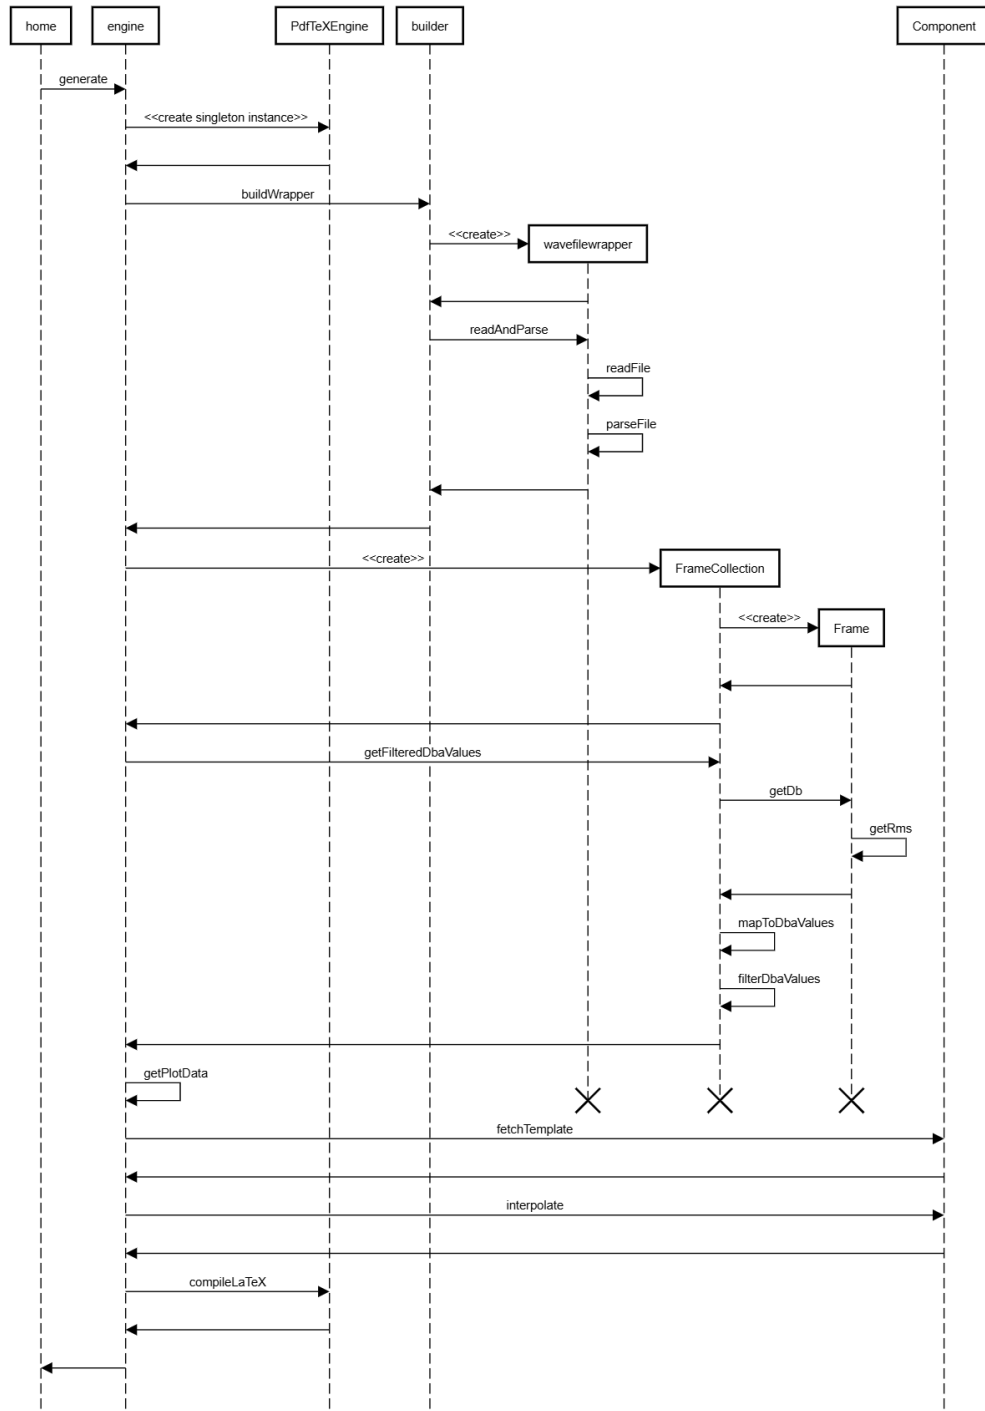 home
engine
PdfTeXEngine
builder
Component
generate
<<create singleton instance>>
buildWrapper
<<create>>
wavefilewrapper
readAndParse
readFile
parseFile
<<create>>
FrameCollection
<<create>>
Frame
getFilteredDbaValues
getDb
getRms
mapToDbaValues
filterDbaValues
getPlotData
fetchTemplate
interpolate
compileLaTeX